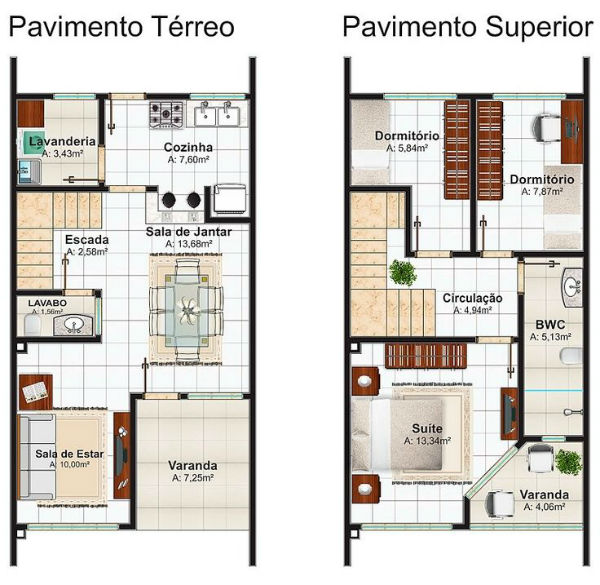 Pavimento Térreo
Lavanderia
A: 3,43m²
Cozinha
A: 7,60m²
Sala de Jantar
A: 13,68m²
Escada
A: 2,58m²
LAVABO
A: 1,56m²
Sala de Estar
A: 10,00m²
Varanda
A: 7,25m²
Pavimento Superior
Dormitório
A: 5,84m²
Dormitório
A: 7,87m²
Circulação
A: 4,94m²
BWC
A: 5,13m²
Suíte
A: 13,34m²
Varanda
A: 4,06m²